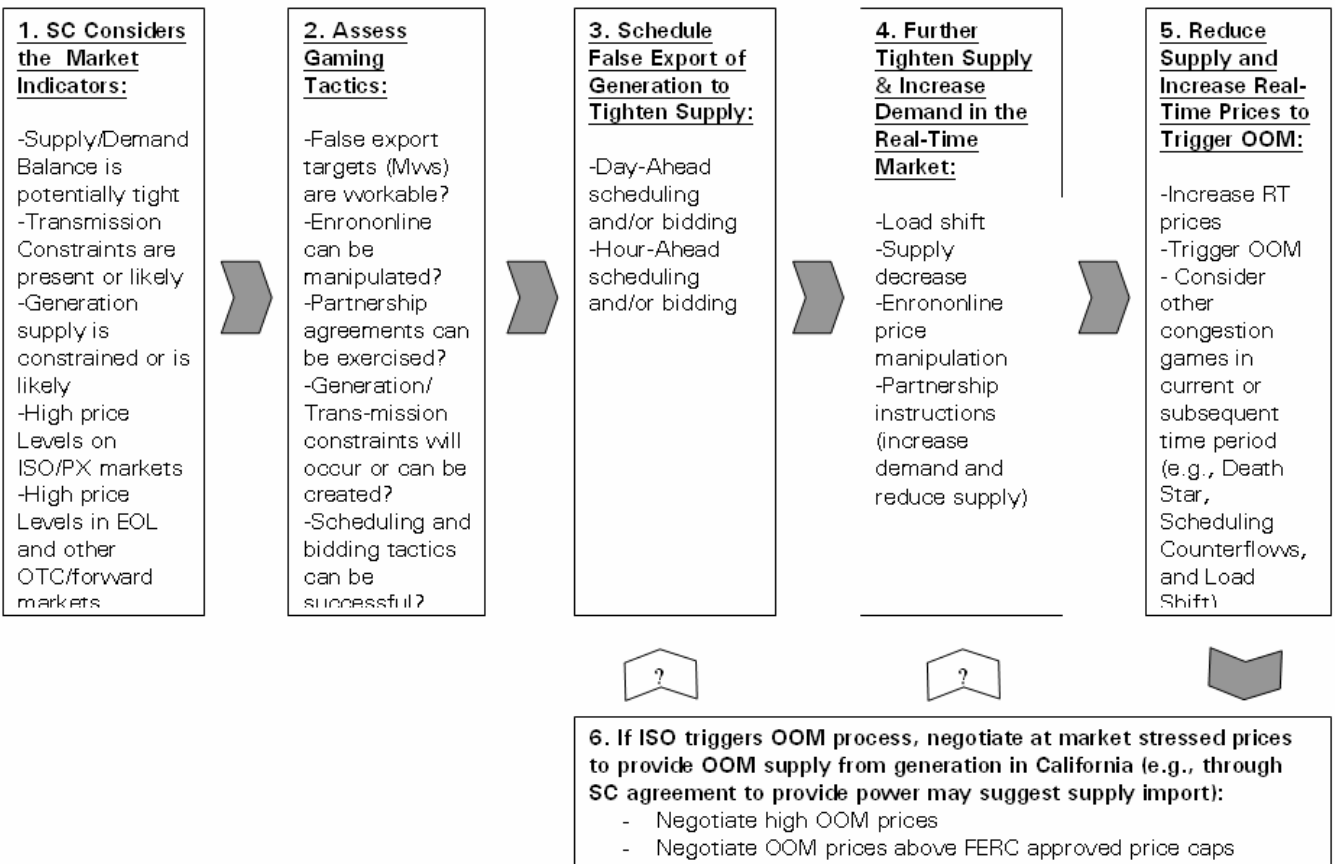 1. SC Considers
the Market
Indicators:
-Supply/Demand
Balance is
potentially tight
-Transmission
Constraints are
present or likely
-Generation
supply is
constrained or is
likely
-High price
Levels on
ISO/PX markets
-High price
Levels in EOL
and other
OTC/forward
markets
2. Assess
Gaming
Tactics:
-False export
targets (Mws)
are workable?
-Enrononline
can be
manipulated?
-Partnership
agreements can
be exercised?
-Generation/
Trans-mission
constraints will
occur or can be
created?
-Scheduling and
bidding tactics
can be
successful?
3. Schedule
False Export of
Generation to
Tighten Supply:
-Day-Ahead
scheduling
and/or bidding
-Hour-Ahead
scheduling
and/or bidding
4. Further
Tighten Supply
& Increase
Demand in the
Real-Time
Market:
-Load shift
-Supply
decrease
-Enrononline
price
manipulation
-Partnership
instructions
(increase
demand and
reduce supply)
5. Reduce
Supply and
Increase Real-
Time Prices to
Trigger OOM:
-Increase RT
prices
-Trigger OOM
- Consider
other
congestion
games in
current or
subsequent
time period
(e.g., Death
Star,
Scheduling
Counterflows,
and Load
Shift)
?
?
6. If ISO triggers OOM process, negotiate at market stressed prices
to provide OOM supply from generation in California (e.g., through
SC agreement to provide power may suggest supply import):
- Negotiate high OOM prices
- Negotiate OOM prices above FERC approved price caps